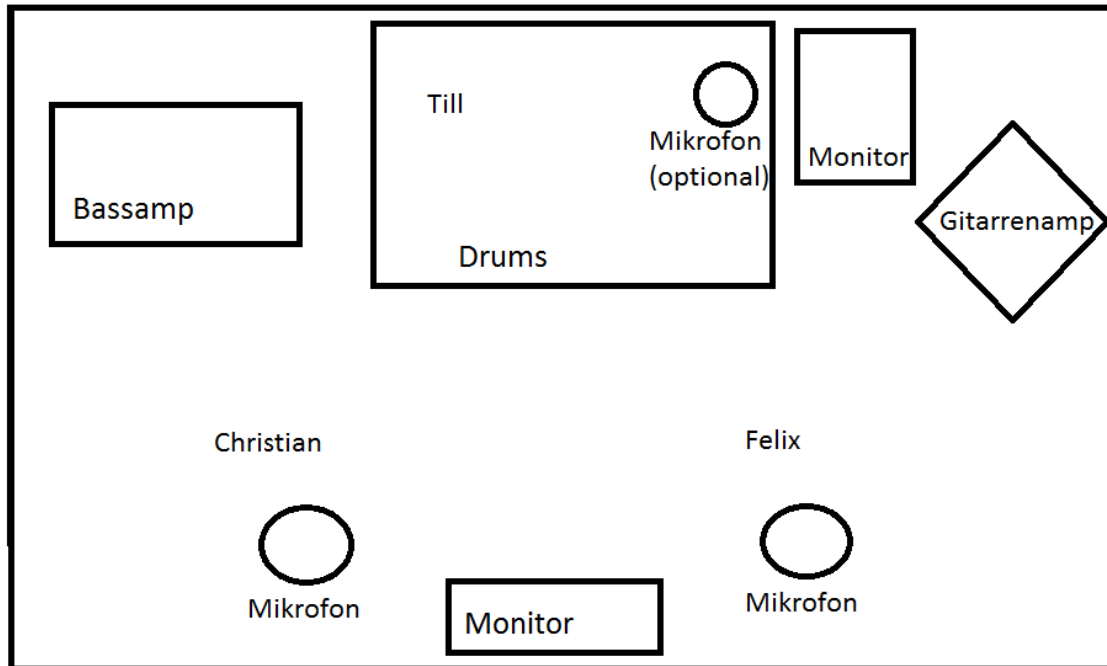 Till
Mikrofon
(optional)
Monitor
Bassamp
Gitarrenamp
Drums
Christian
Felix
Mikrofon
Monitor
Mikrofon